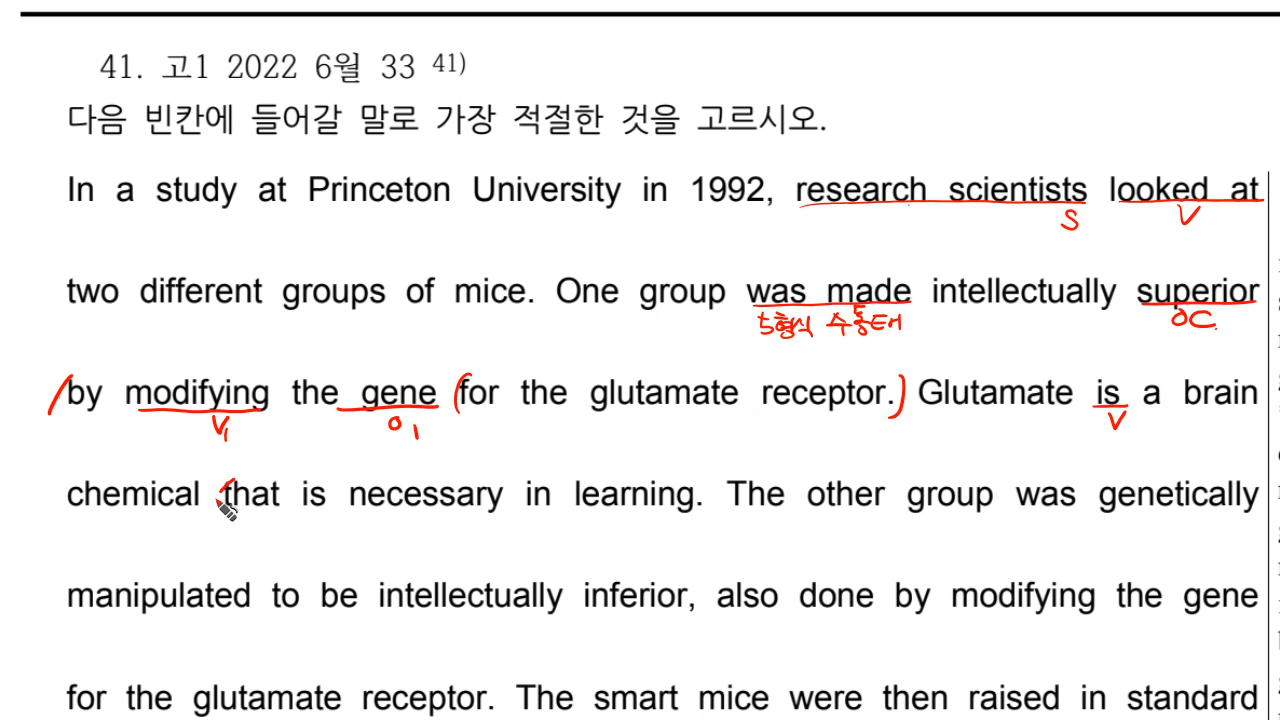 41. 고1 2022 6월 33 41)
다음 빈칸에 들어갈 말로 가장 적절한 것을 고르시오.
In a study at Princeton University in 1992, research scientists looked at
S V
two different groups of mice. One group was made intellectually superior
5형식 수동태 OC
by modifying the gene (for the glutamate receptor.) Glutamate is a brain
V1 O1 V
chemical that is necessary in learning. The other group was genetically
manipulated to be intellectually inferior, also done by modifying the gene
for the glutamate receptor. The smart mice were then raised in standard